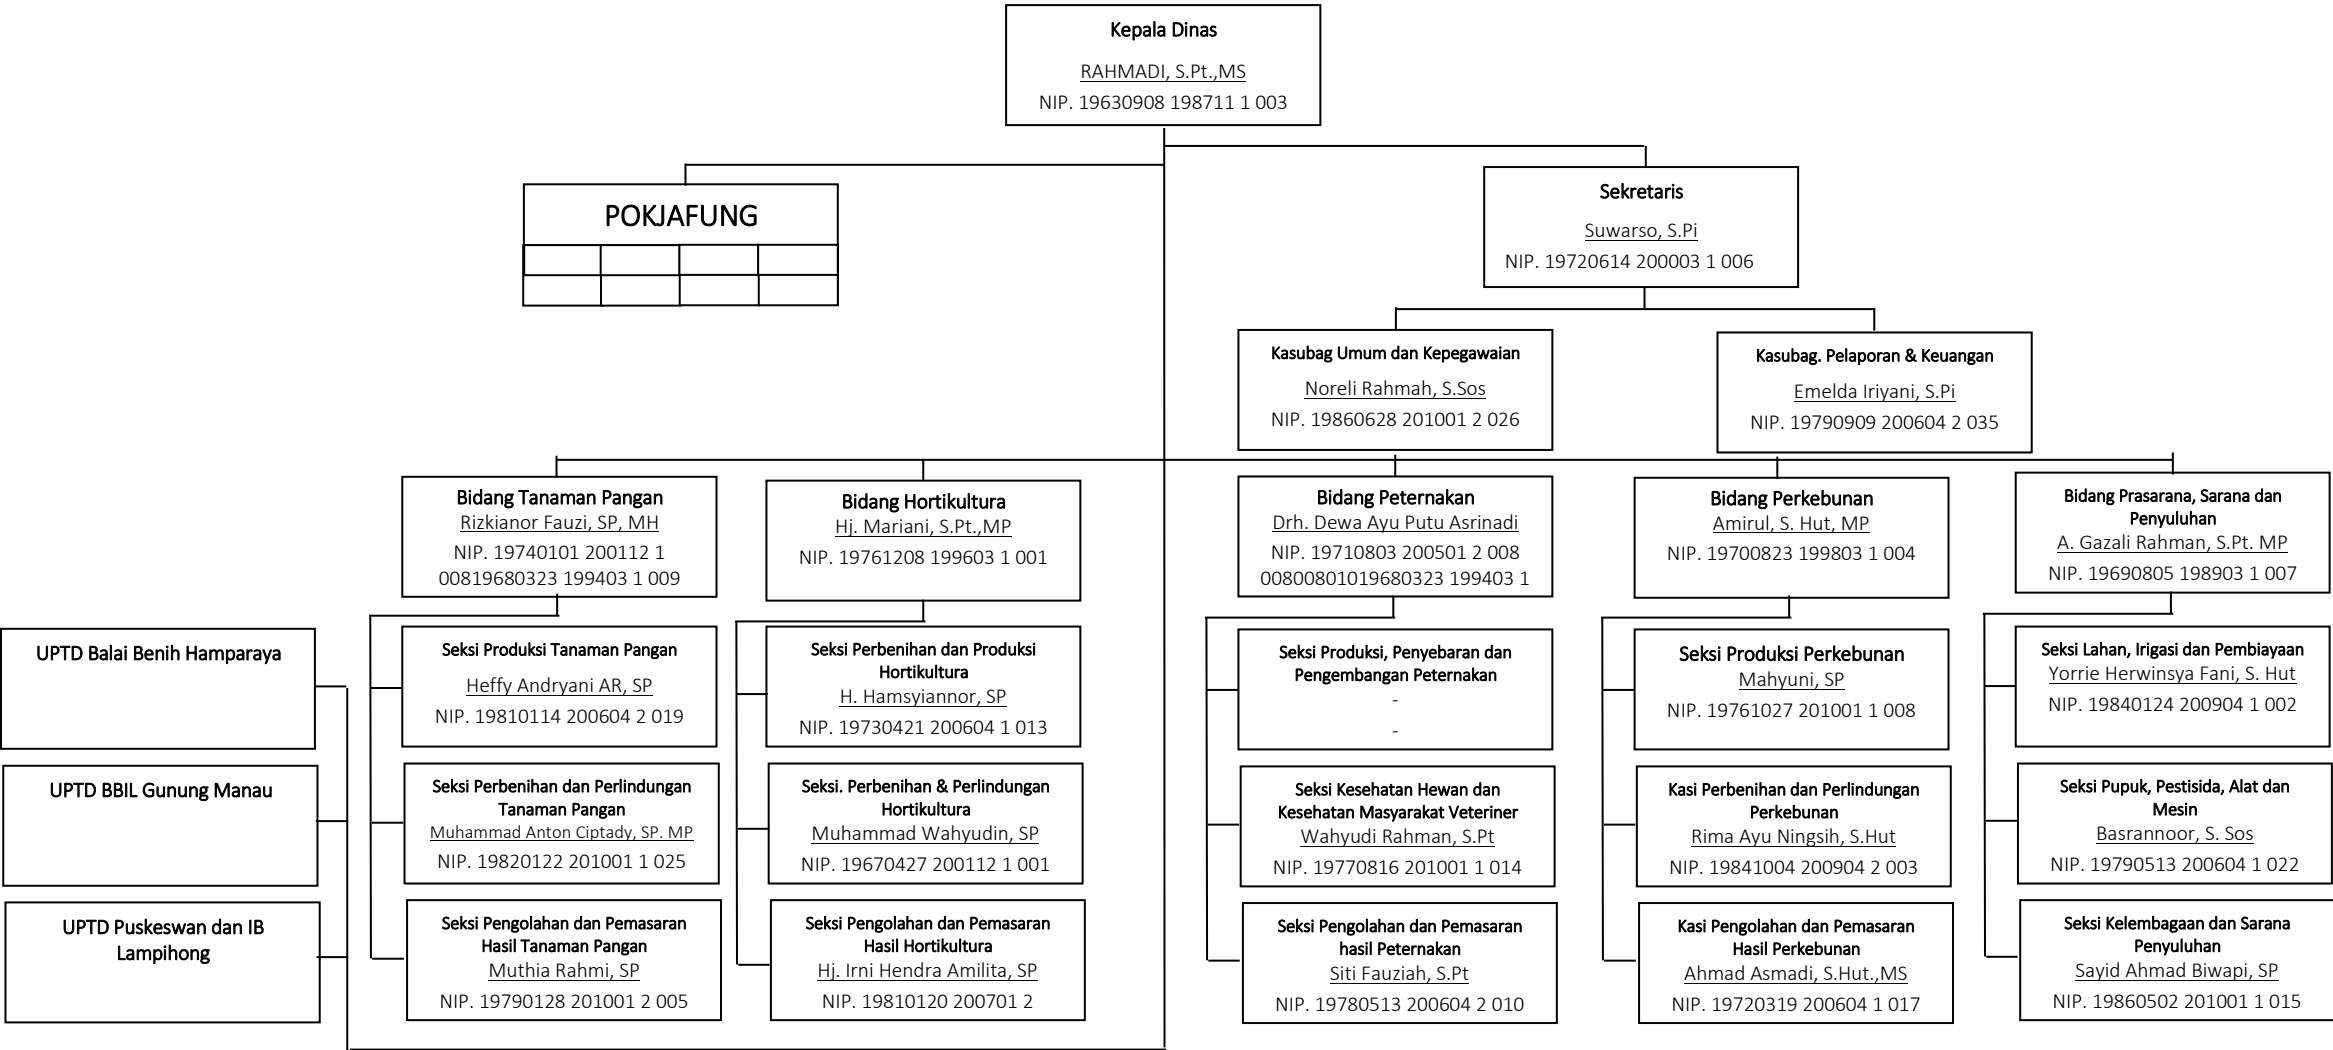 Kepala Dinas
RAHMADI, S.Pt.,MS
NIP. 19630908 198711 1 003
POKJAFUNG
Sekretaris
Suwarso, S.Pi
NIP. 19720614 200003 1 006
Kasubag Umum dan Kepegawaian
Noreli Rahmah, S.Sos
NIP. 19860628 201001 2 026
Kasubag. Pelaporan & Keuangan
Emelda Iriyani, S.Pi
NIP. 19790909 200604 2 035
Bidang Tanaman Pangan
Rizkianor Fauzi, SP, MH
NIP. 19740101 200112 1
00819680323 199403 1 009
Bidang Hortikultura
Hj. Mariani, S.Pt.,MP
NIP. 19761208 199603 1 001
Bidang Peternakan
Drh. Dewa Ayu Putu Asrinadi
NIP. 19710803 200501 2 008
00800801019680323 199403 1
Bidang Perkebunan
Amirul, S. Hut, MP
NIP. 19700823 199803 1 004
Bidang Prasarana, Sarana dan
Penyuluhan
A. Gazali Rahman, S.Pt. MP
NIP. 19690805 198903 1 007
UPTD Balai Benih Hamparaya
UPTD BBIL Gunung Manau
UPTD Puskeswan dan IB
Lampihong
Seksi Produksi Tanaman Pangan
Heffy Andryani AR, SP
NIP. 19810114 200604 2 019
Seksi Perbenihan dan Perlindungan
Tanaman Pangan
Muhammad Anton Ciptady, SP. MP
NIP. 19820122 201001 1 025
Seksi Pengolahan dan Pemasaran
Hasil Tanaman Pangan
Muthia Rahmi, SP
NIP. 19790128 201001 2 005
Seksi Perbenihan dan Produksi
Hortikultura
H. Hamsyiannor, SP
NIP. 19730421 200604 1 013
Seksi. Perbenihan & Perlindungan
Hortikultura
Muhammad Wahyudin, SP
NIP. 19670427 200112 1 001
Seksi Pengolahan dan Pemasaran
Hasil Hortikultura
Hj. Irni Hendra Amilita, SP
NIP. 19810120 200701 2
Seksi Produksi, Penyebaran dan
Pengembangan Peternakan
-
-
Seksi Kesehatan Hewan dan
Kesehatan Masyarakat Veteriner
Wahyudi Rahman, S.Pt
NIP. 19770816 201001 1 014
Seksi Pengolahan dan Pemasaran
hasil Peternakan
Siti Fauziah, S.Pt
NIP. 19780513 200604 2 010
Seksi Produksi Perkebunan
Mahyuni, SP
NIP. 19761027 201001 1 008
Kasi Perbenihan dan Perlindungan
Perkebunan
Rima Ayu Ningsih, S.Hut
NIP. 19841004 200904 2 003
Kasi Pengolahan dan Pemasaran
Hasil Perkebunan
Ahmad Asmadi, S.Hut.,MS
NIP. 19720319 200604 1 017
Seksi Lahan, Irigasi dan Pembiayaan
Yorrie Herwinsya Fani, S. Hut
NIP. 19840124 200904 1 002
Seksi Pupuk, Pestisida, Alat dan
Mesin
Basrannoor, S. Sos
NIP. 19790513 200604 1 022
Seksi Kelembagaan dan Sarana
Penyuluhan
Sayid Ahmad Biwapi, SP
NIP. 19860502 201001 1 015